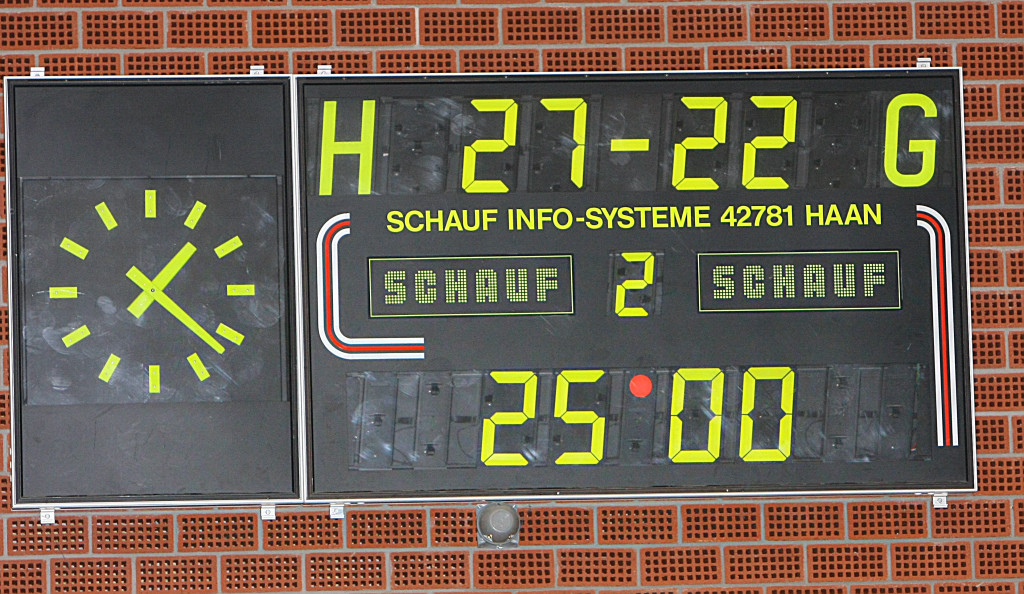 H 27-22 G
SCHAUF INFO-SYSTEME 42781 HAAN
SCHAUF 2 SCHAUF
25:00